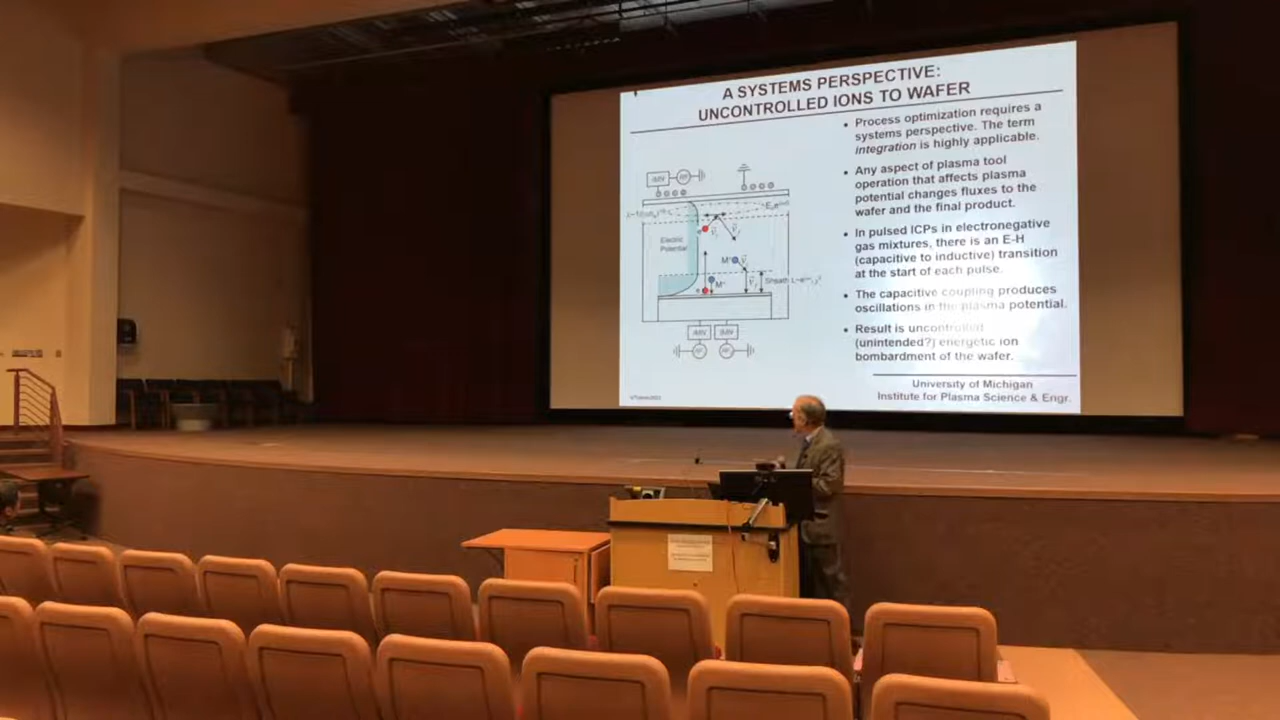 A SYSTEMS PERSPECTIVE:
UNCONTROLLED IONS TO WAFER
• Process optimization requires a
systems perspective. The term
integration is highly applicable.
• Any aspect of plasma tool
operation that affects plasma
potential changes fluxes to the
wafer and the final product.
• In pulsed ICPs in electronegative
gas mixtures, there is an E-H
(capacitive to inductive) transition
at the start of each pulse.
• The capacitive coupling produces
oscillations in the plasma potential.
• Result is uncontrolled
(unintended?) energetic ion
bombardment of the wafer.
University of Michigan
Institute for Plasma Science & Engr.
Electric
Potential
M⁺
M⁺
Sheath